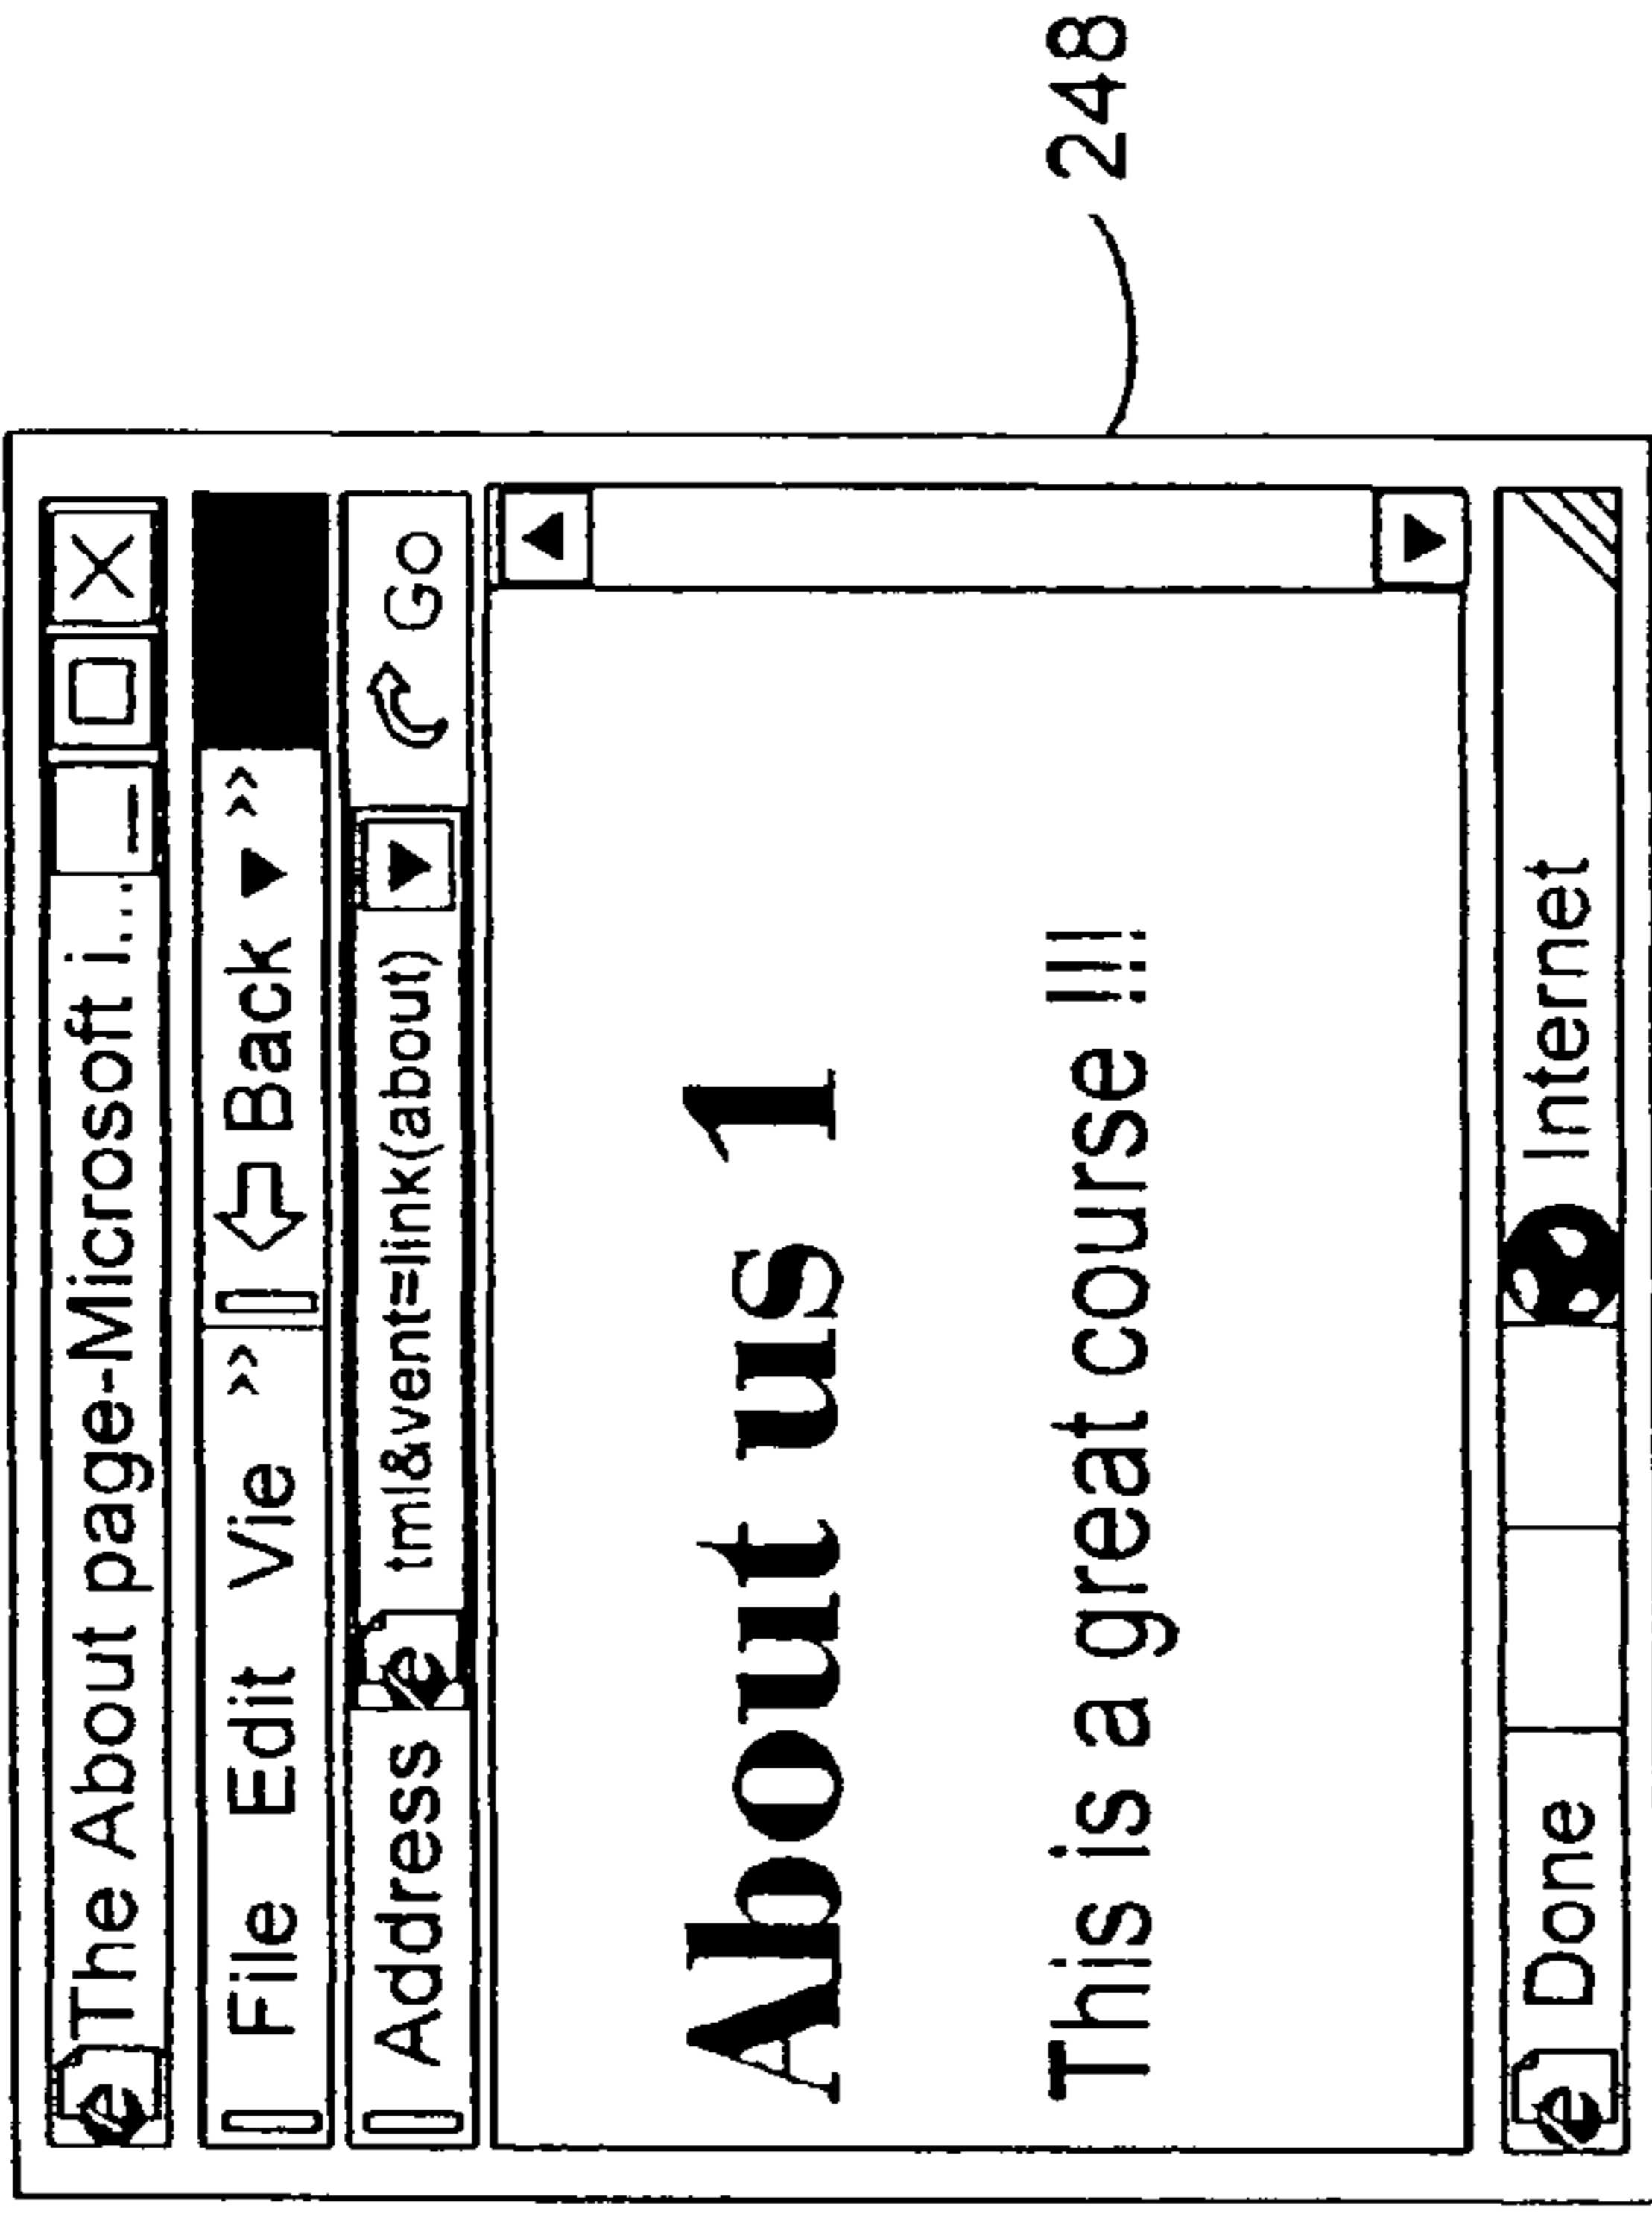 The About page-Microsoft i...
File Edit Vie » Back »
Address tml&vent=link(about) Go
About us 1
This is a great course !!!
Done Internet
248